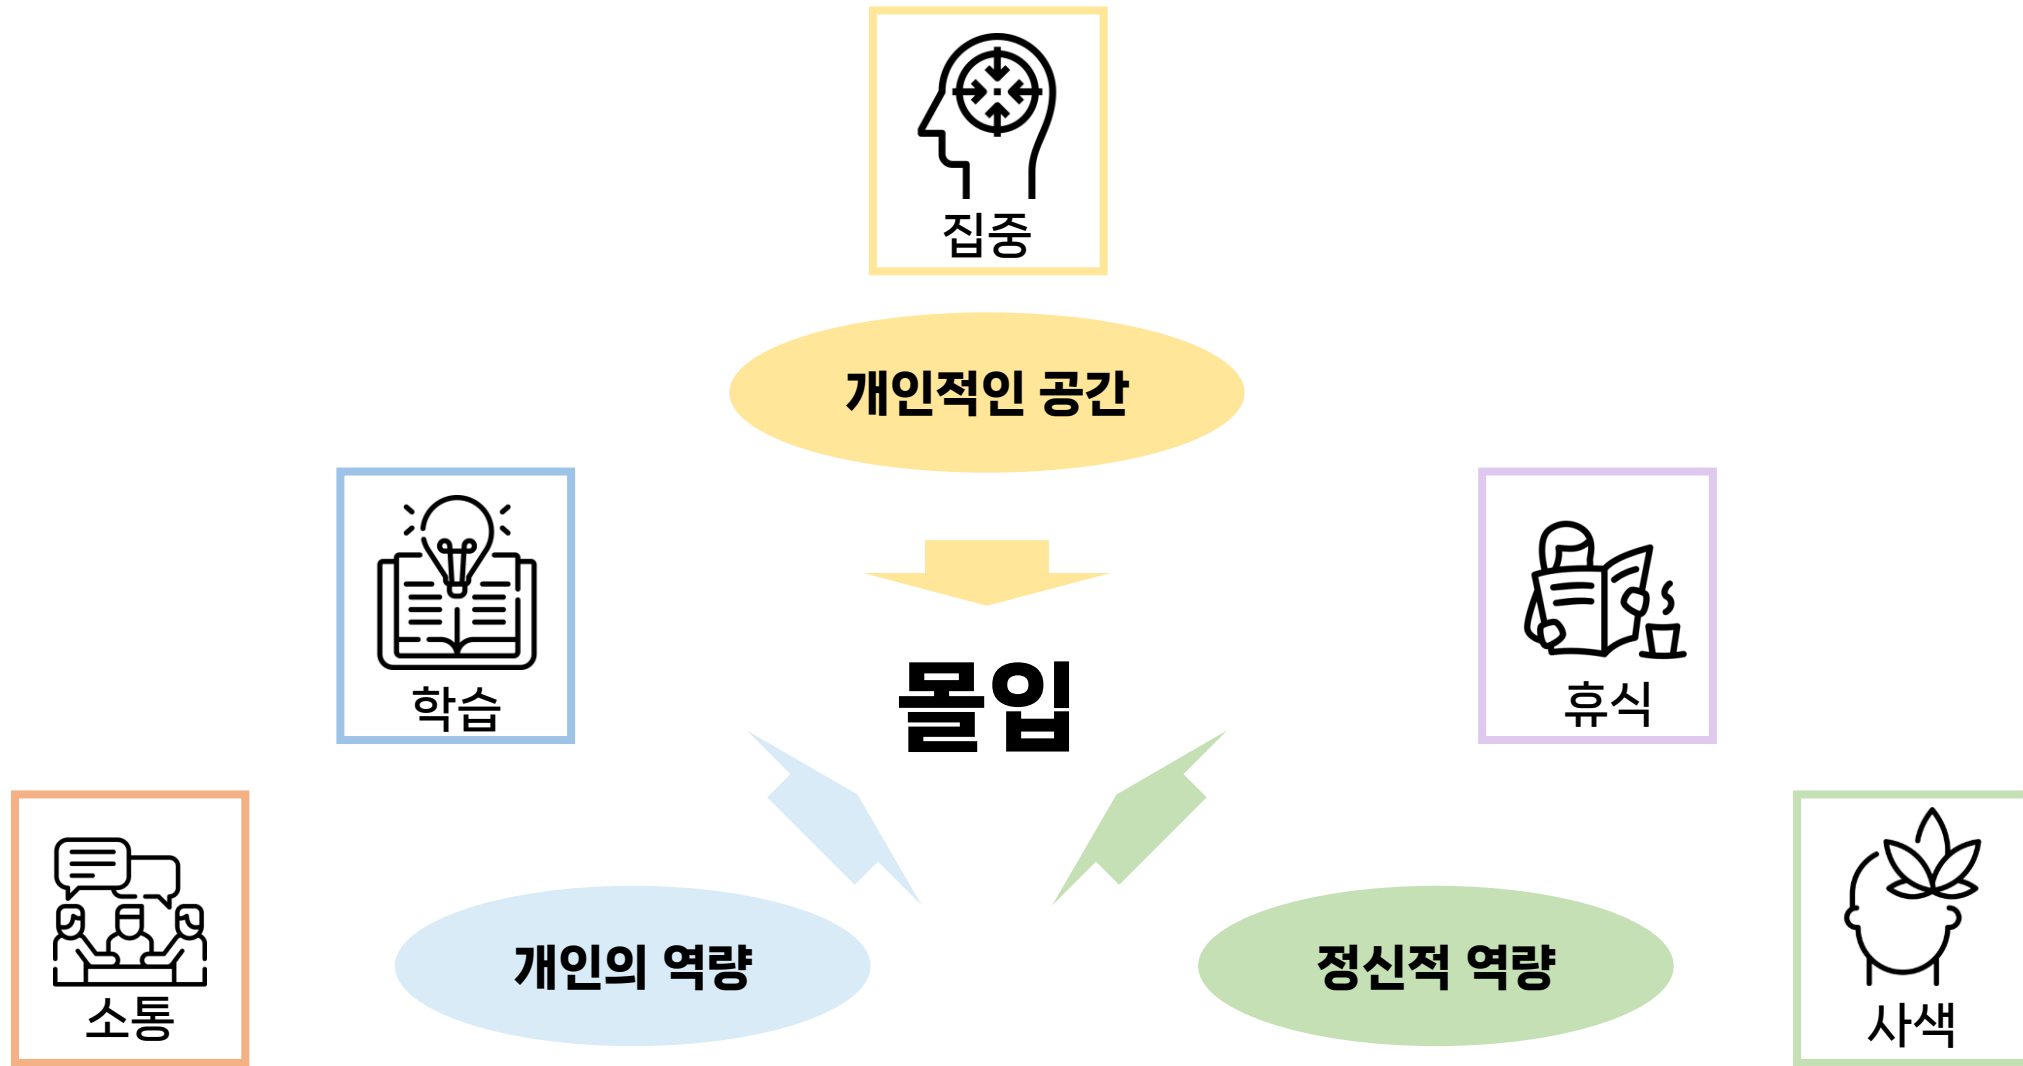 집중
개인적인 공간
학습
휴식
몰입
소통
개인의 역량
정신적 역량
사색